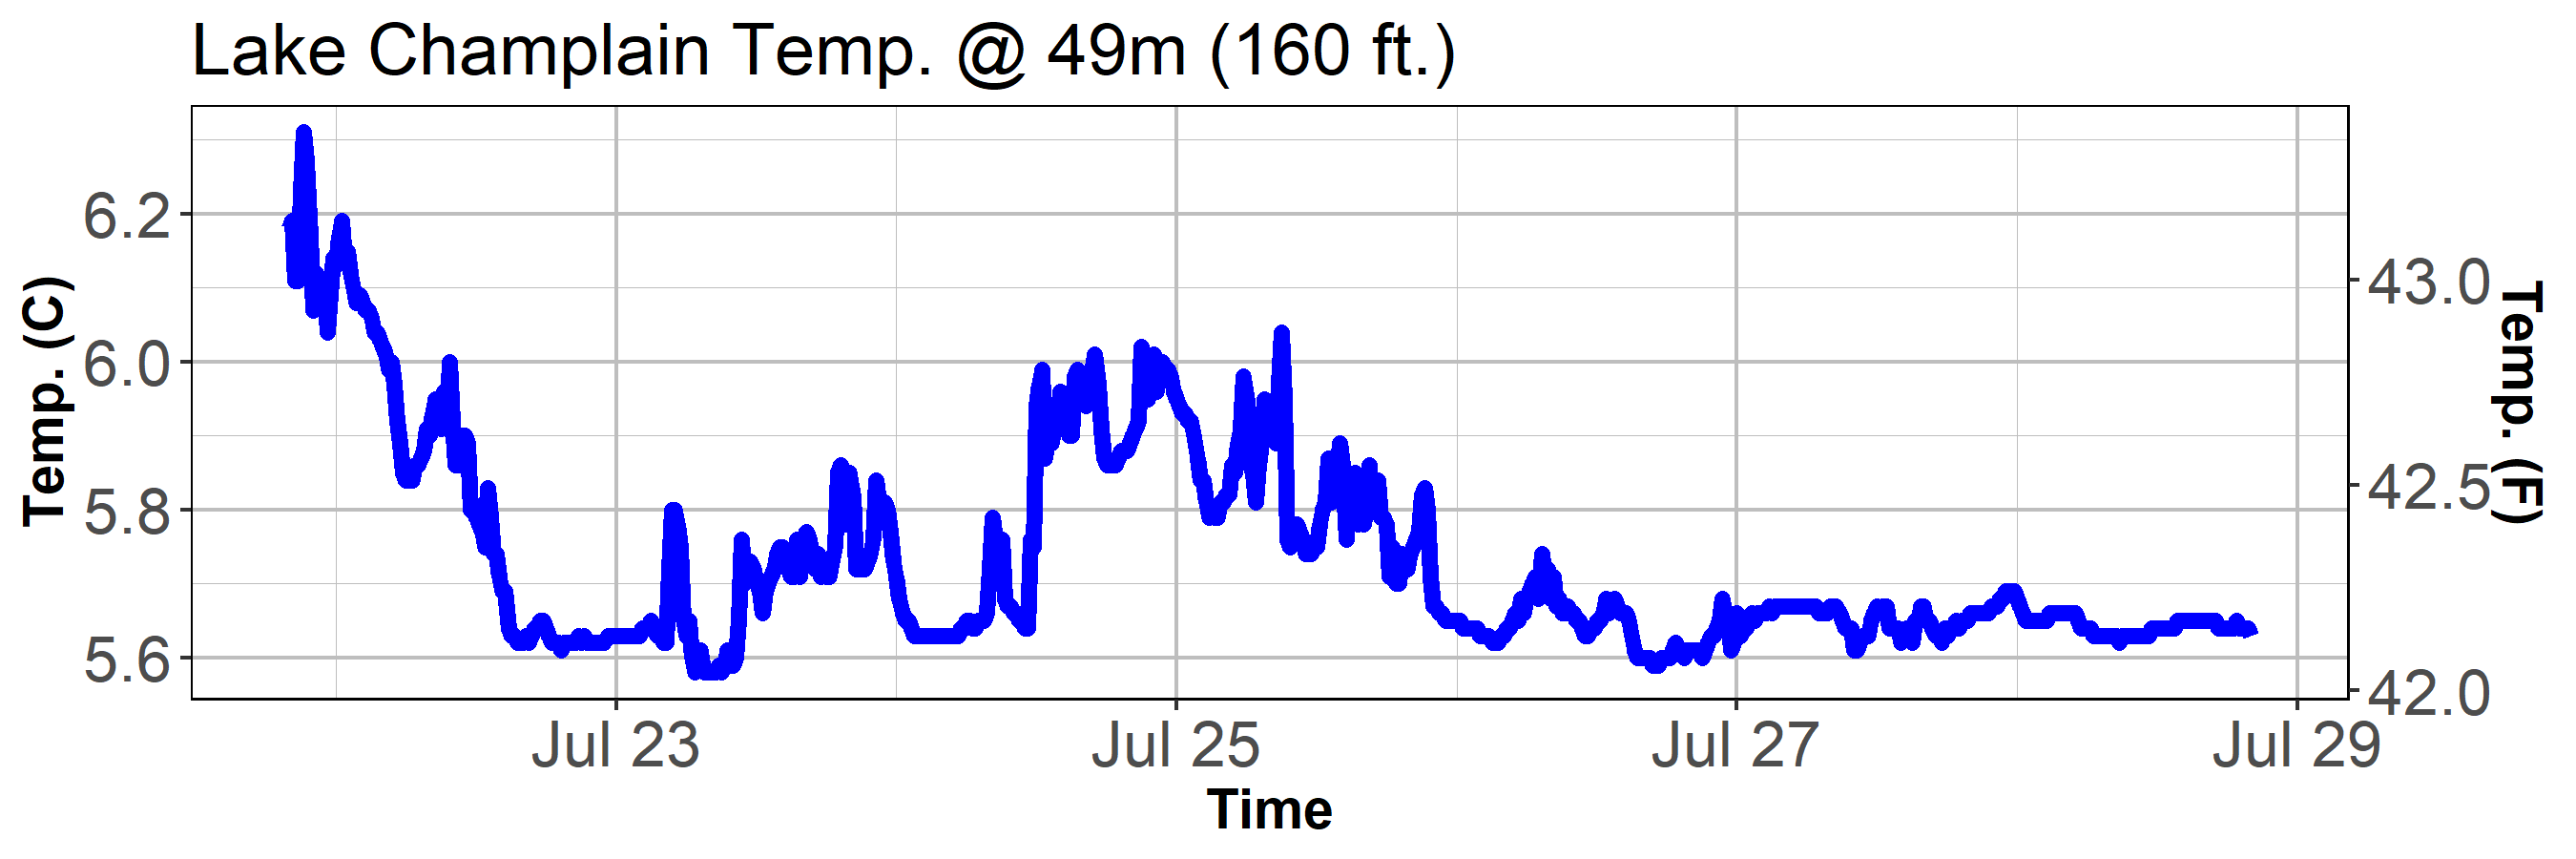 Lake Champlain Temp. @ 49m (160 ft.)
Temp. (C)
6.2
6.0
5.8
5.6
43.0
42.5
42.0
Temp. (F)
Jul 23 Jul 25 Jul 27 Jul 29
Time